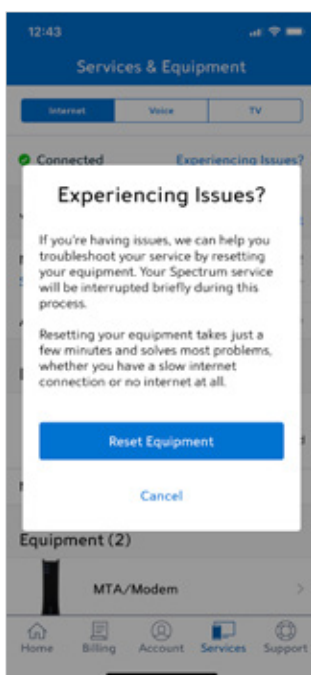 12:43
Services & Equipment
Internet Voice TV
Connected Experiencing Issues?
Experiencing Issues?
If you're having issues, we can help you
troubleshoot your service by resetting
your equipment. Your Spectrum service
will be interrupted briefly during this
process.
Resetting your equipment takes just a
few minutes and solves most problems,
whether you have a slow internet
connection or no internet at all.
Reset Equipment
Cancel
Equipment (2)
MTA/Modem
Home Billing Account Services Support